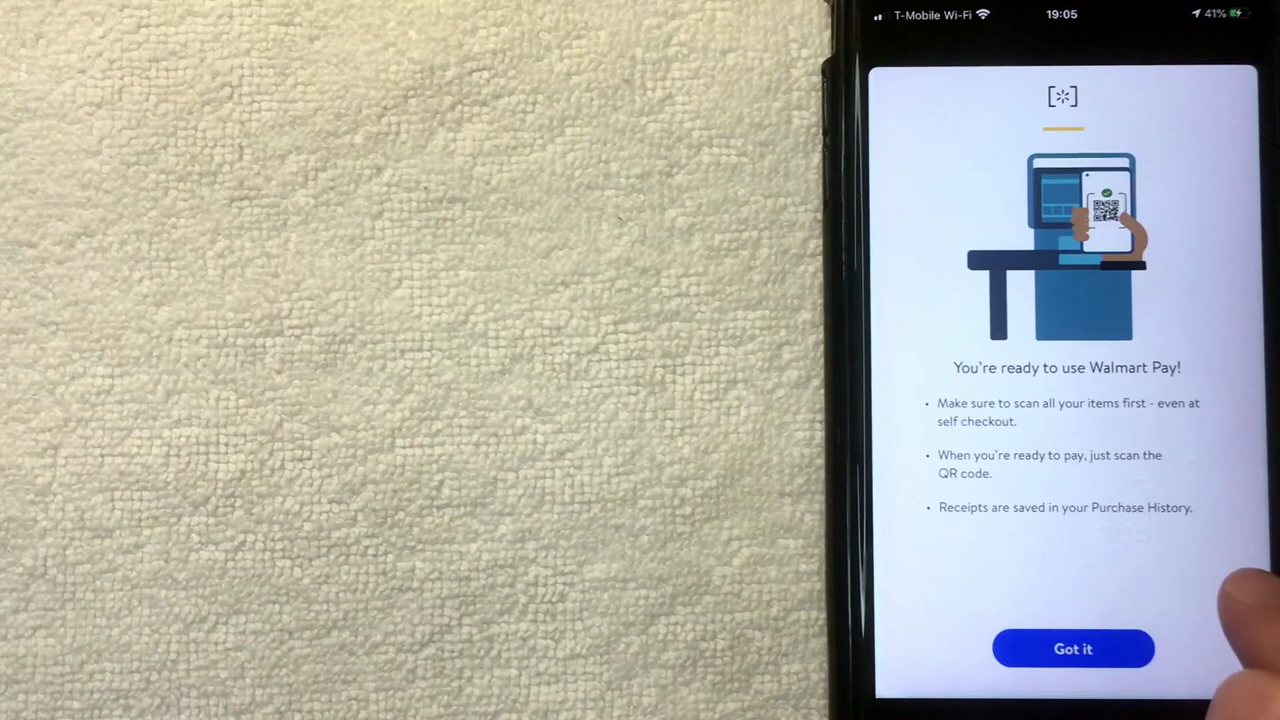 T-Mobile Wi-Fi 19:05 41%
You're ready to use Walmart Pay!
• Make sure to scan all your items first - even at
self checkout.
• When you're ready to pay, just scan the
QR code.
• Receipts are saved in your Purchase History.
Got it